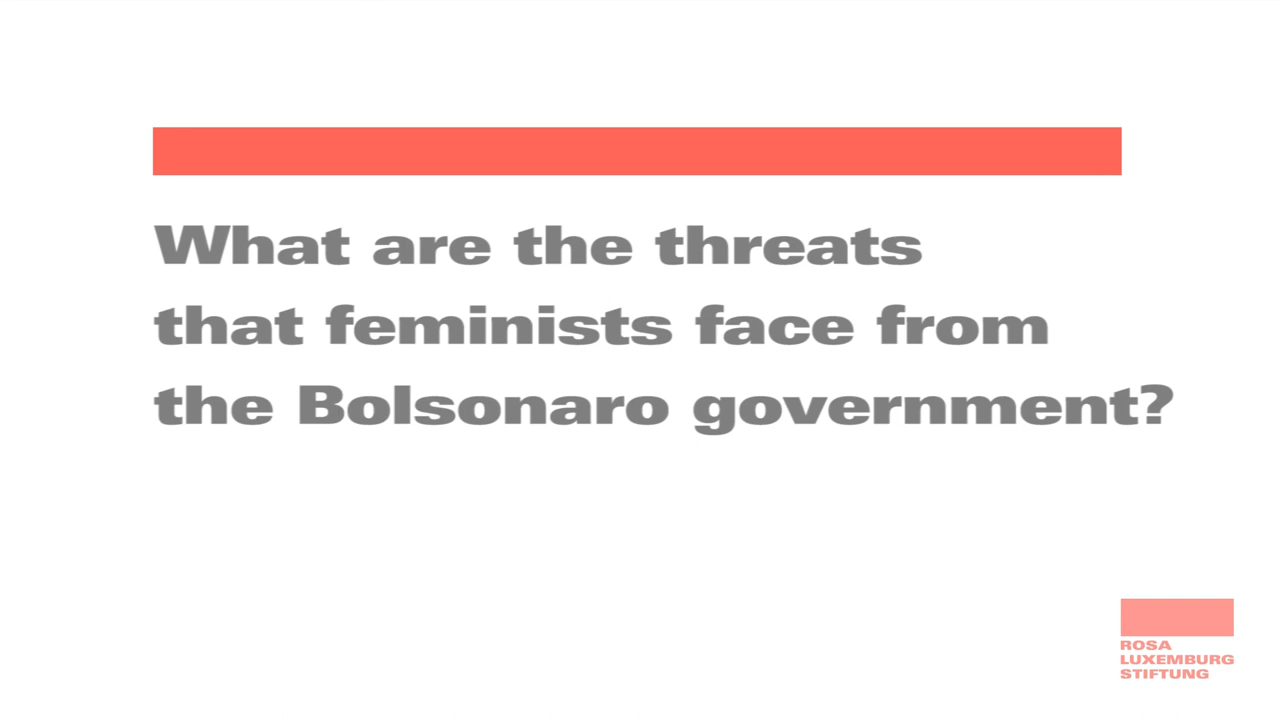 What are the threats
that feminists face from
the Bolsonaro government?
ROSA
LUXEMBURG
STIFTUNG